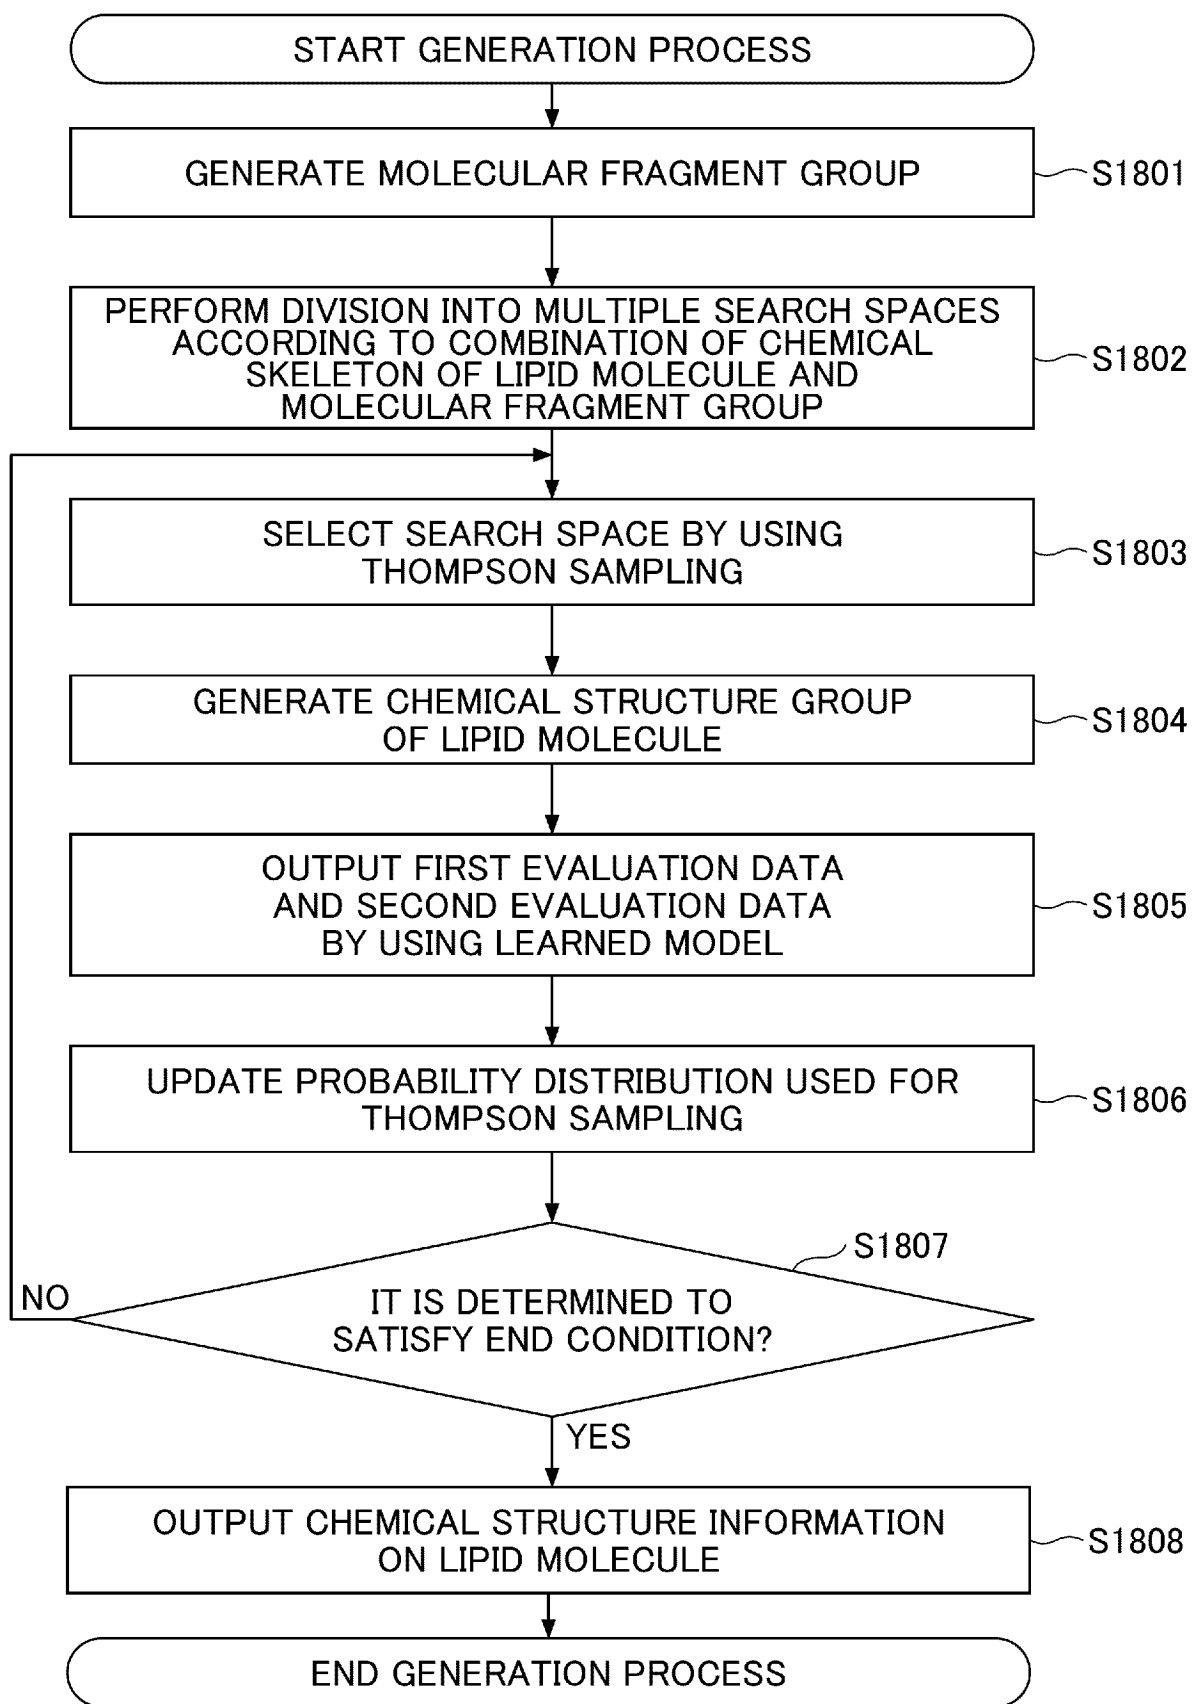 START GENERATION PROCESS
GENERATE MOLECULAR FRAGMENT GROUP
S1801
PERFORM DIVISION INTO MULTIPLE SEARCH SPACES
ACCORDING TO COMBINATION OF CHEMICAL
SKELETON OF LIPID MOLECULE AND
MOLECULAR FRAGMENT GROUP
S1802
SELECT SEARCH SPACE BY USING
THOMPSON SAMPLING
S1803
GENERATE CHEMICAL STRUCTURE GROUP
OF LIPID MOLECULE
S1804
OUTPUT FIRST EVALUATION DATA
AND SECOND EVALUATION DATA
BY USING LEARNED MODEL
S1805
UPDATE PROBABILITY DISTRIBUTION USED FOR
THOMPSON SAMPLING
S1806
S1807
NO
IT IS DETERMINED TO
SATISFY END CONDITION?
YES
OUTPUT CHEMICAL STRUCTURE INFORMATION
ON LIPID MOLECULE
S1808
END GENERATION PROCESS